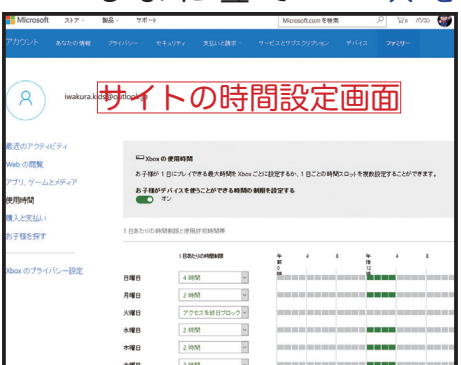 Microsoft ストア 製品 サポート Microsoft.com を検索
アカウント あなたの情報 プライバシー セキュリティ 支払いと請求 サービスとサブスクリプション デバイス ファミリー
サイトの時間設定画面
最近のアクティビティ
Web の閲覧
アプリ、ゲームとメディア
使用時間
購入と支払い
お子様を探す
Xbox のプライバシー設定
Xbox の使用時間
お子様が 1 日にプレイできる最大時間を Xbox ごとに設定するか、1 日ごとの時間スロットを複数設定することができます。
お子様がデバイスを使うことができる時間の制限を設定する
オン
1 日あたりの時間制限と使用許可時間帯
1 日あたりの時間制限 午前0時 4 8 午後12時 4 8
日曜日 4 時間
月曜日 2 時間
火曜日 アクセスを終日ブロック
水曜日 2 時間
木曜日 2 時間
金曜日 2 時間